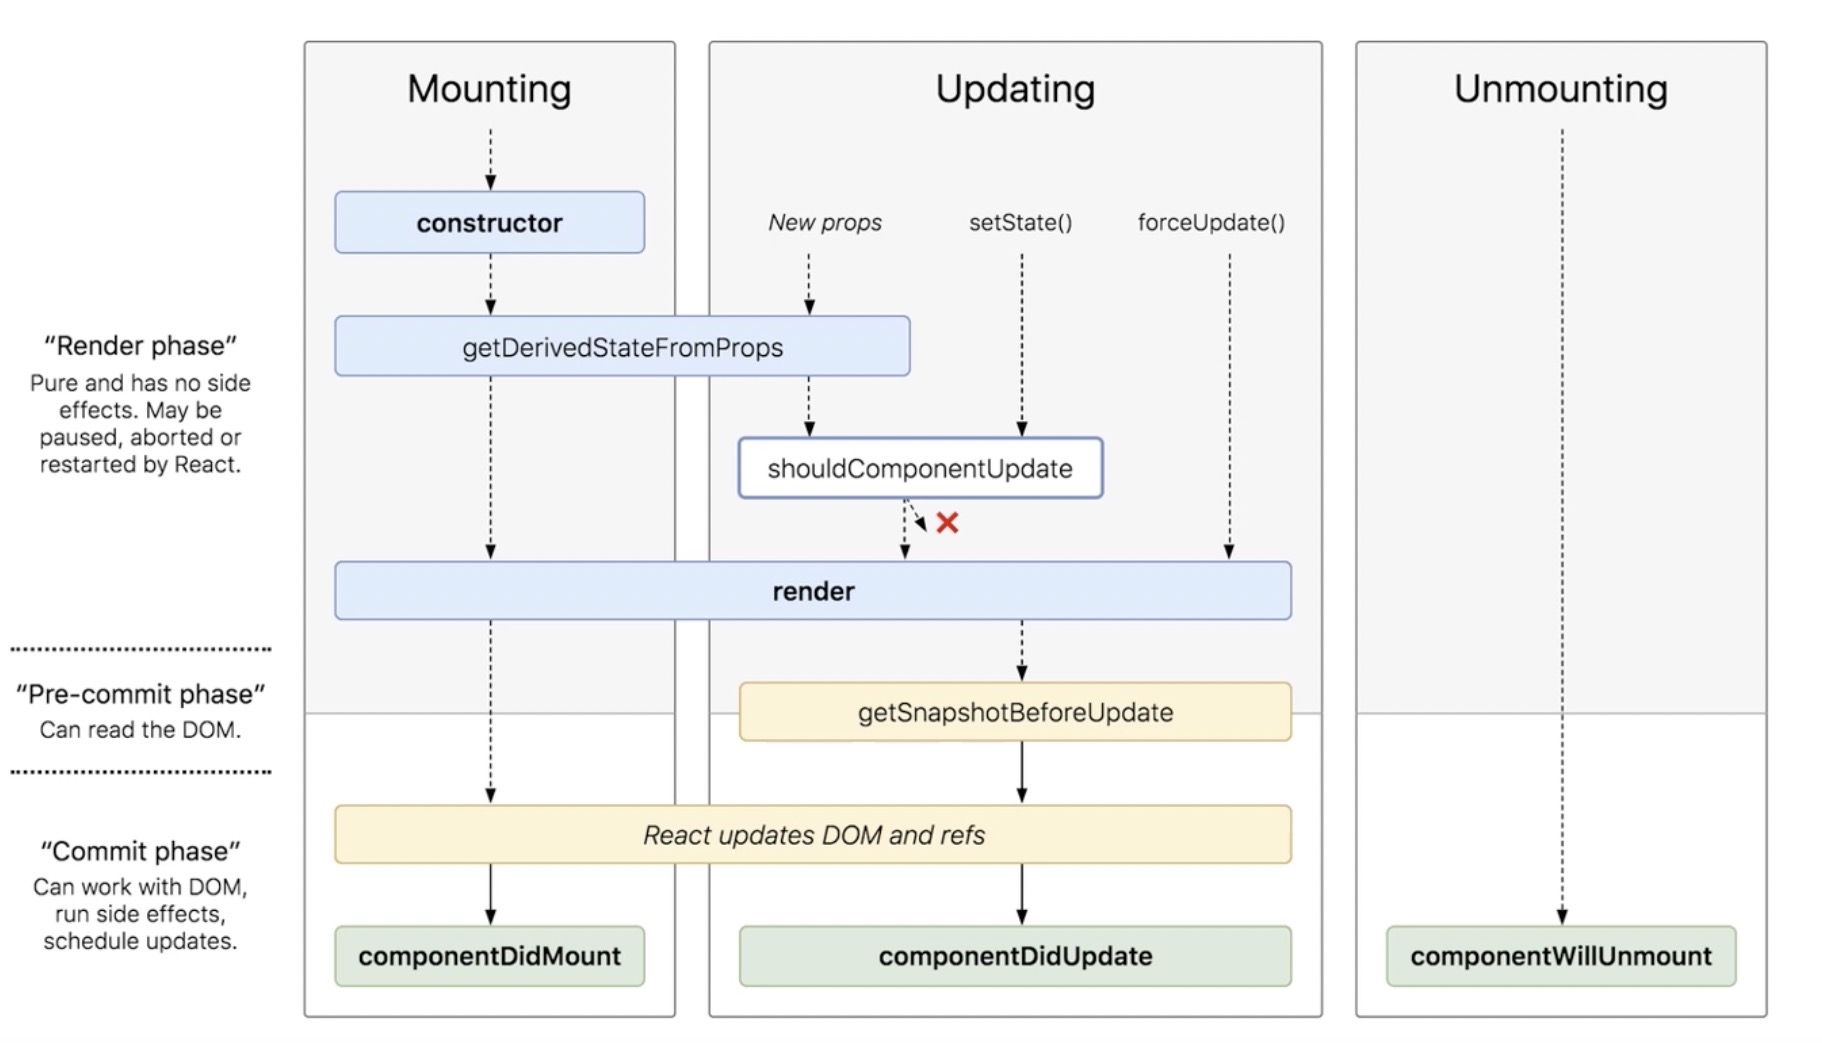 Mounting
Updating
Unmounting
constructor
New props
setState()
forceUpdate()
“Render phase”
Pure and has no side
effects. May be
paused, aborted or
restarted by React.
getDerivedStateFromProps
shouldComponentUpdate
render
“Pre-commit phase”
Can read the DOM.
getSnapshotBeforeUpdate
React updates DOM and refs
“Commit phase”
Can work with DOM,
run side effects,
schedule updates.
componentDidMount
componentDidUpdate
componentWillUnmount